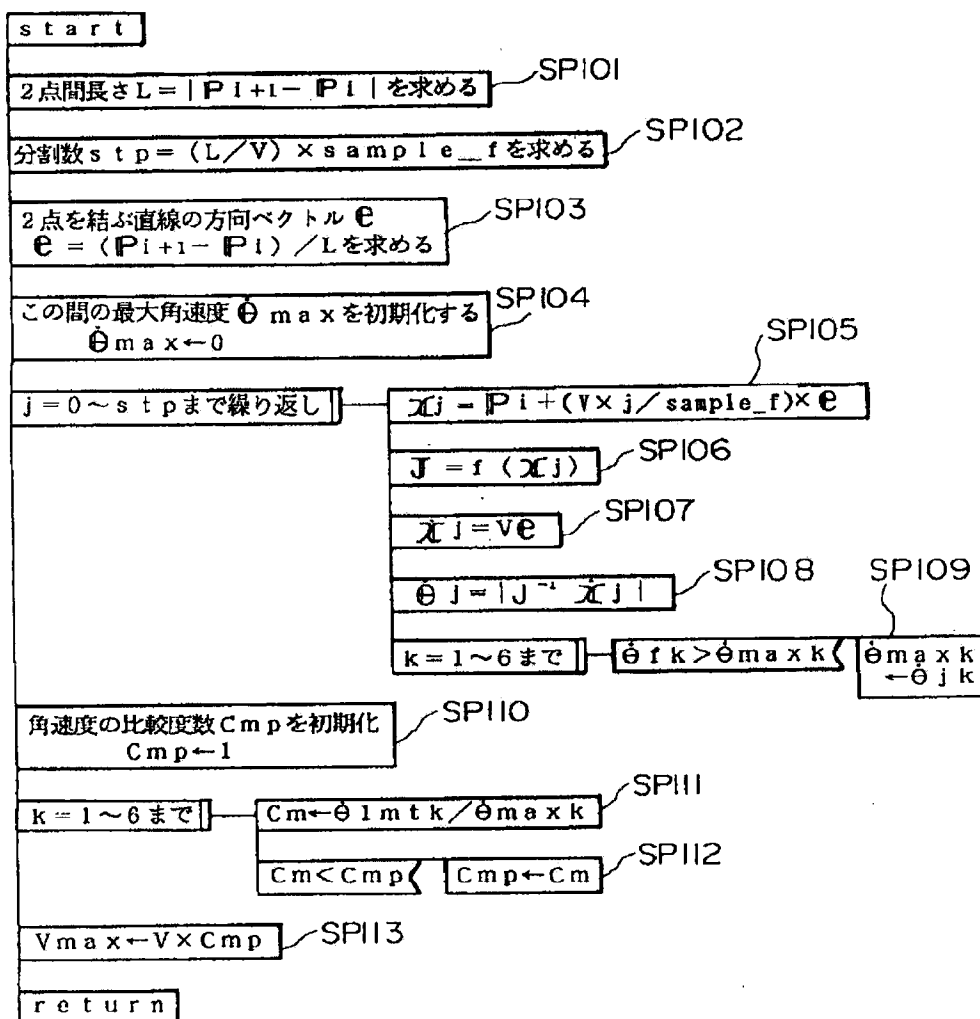 start
2点間長さL=|Pi+1-Pi|を求める
SP101
分割数stp=(L/V)×sample_fを求める
SP102
2点を結ぶ直線の方向ベクトル e
e=(Pi+1-Pi)/Lを求める
SP103
この間の最大角速度 θ̇maxを初期化する
θ̇max←0
SP104
j=0~stpまで繰り返し
xj=Pi+(V×j/sample_f)×e
SP105
J=f(xj)
SP106
ẋj=Ve
SP107
θ̇j=|J⁻¹ẋj|
SP108
k=1~6まで
θ̇fk>θ̇maxk
θ̇maxk
←θ̇jk
SP109
角速度の比較度数Cmpを初期化
Cmp←1
SP110
k=1~6まで
Cm←θ̇lmtk/θ̇maxk
SP111
Cm<Cmp
Cmp←Cm
SP112
Vmax←V×Cmp
SP113
return